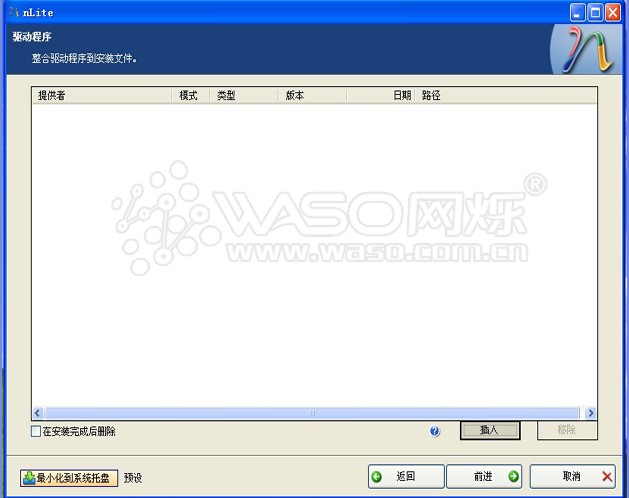 nLite
驱动程序
整合驱动程序到安装文件。
提供者 模式 类型 版本 日期 路径
WASO网烁®
www.waso.com.cn
在安装完成后删除
插入 移除
最小化到系统托盘 预设 返回 前进 取消